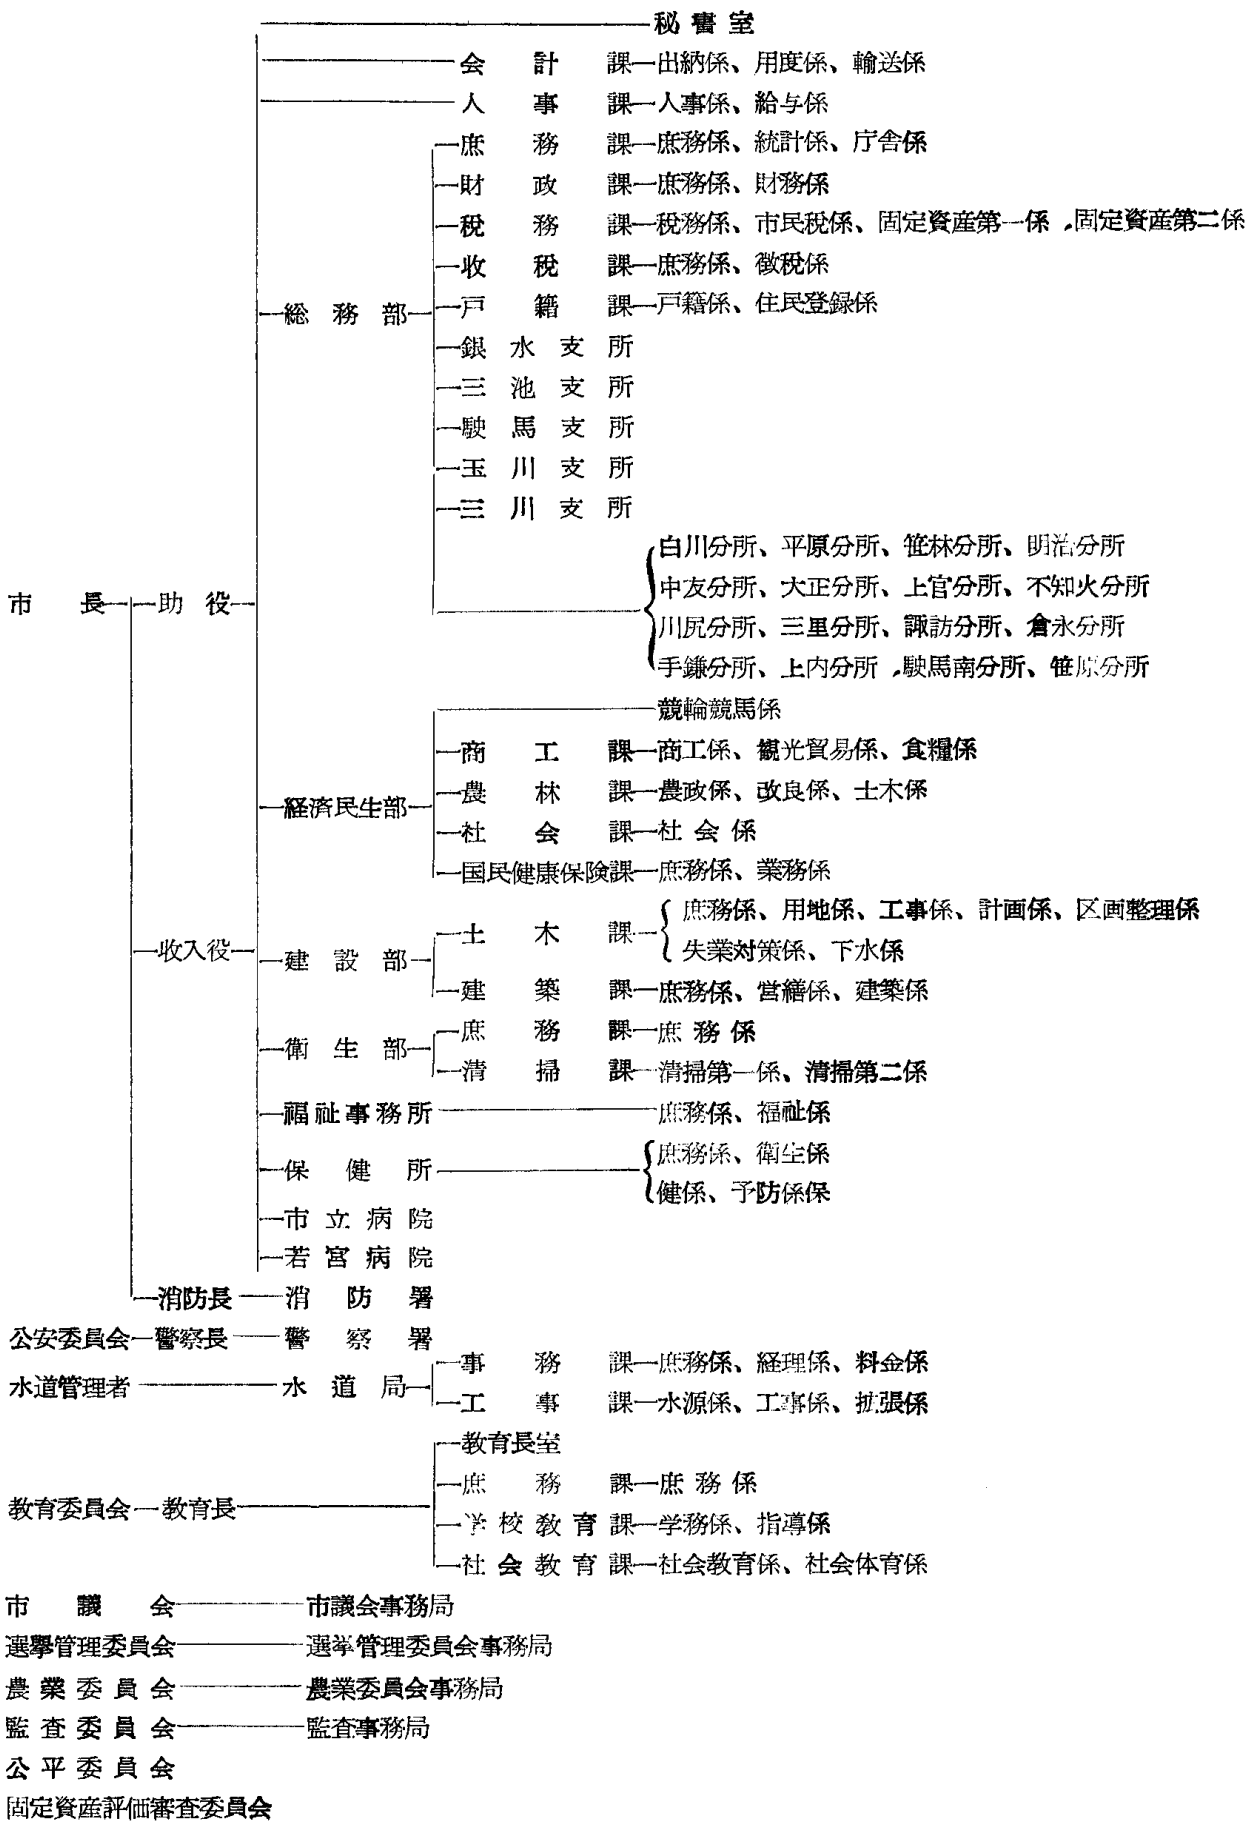 秘書室
会計課―出納係、用度係、輸送係
人事課―人事係、給与係
庶務課―庶務係、統計係、庁舎係
財政課―庶務係、財務係
税務課―税務係、市民税係、固定資産第一係、固定資産第二係
收税課―庶務係、徴税係
総務部―戸籍課―戸籍係、住民登録係
銀水支所
三池支所
駛馬支所
玉川支所
三川支所
白川分所、平原分所、笹林分所、明治分所
中友分所、大正分所、上官分所、不知火分所
市長―助役
川尻分所、三里分所、諏訪分所、倉永分所
手鎌分所、上内分所、駛馬南分所、笹原分所
競輪競馬係
商工課―商工係、観光貿易係、食糧係
経済民生部―農林課―農政係、改良係、土木係
社会課―社会係
国民健康保険課―庶務係、業務係
庶務係、用地係、工事係、計画係、区画整理係
土木課
収入役―建設部
失業対策係、下水係
建築課―庶務係、営繕係、建築係
衛生部―庶務課―庶務係
清掃課―清掃第一係、清掃第二係
福祉事務所―庶務係、福祉係
庶務係、衛生係
保健所
健係、予防係保
市立病院
若宮病院
消防長―消防署
公安委員会―警察長―警察署
事務課―庶務係、経理係、料金係
水道管理者―水道局
工事課―水源係、工事係、拡張係
教育長室
庶務課―庶務係
教育委員会―教育長
学校教育課―学務係、指導係
社会教育課―社会教育係、社会体育係
市議会―市議会事務局
選擧管理委員会―選挙管理委員会事務局
農業委員会―農業委員会事務局
監査委員会―監査事務局
公平委員会
固定資産評価審査委員会